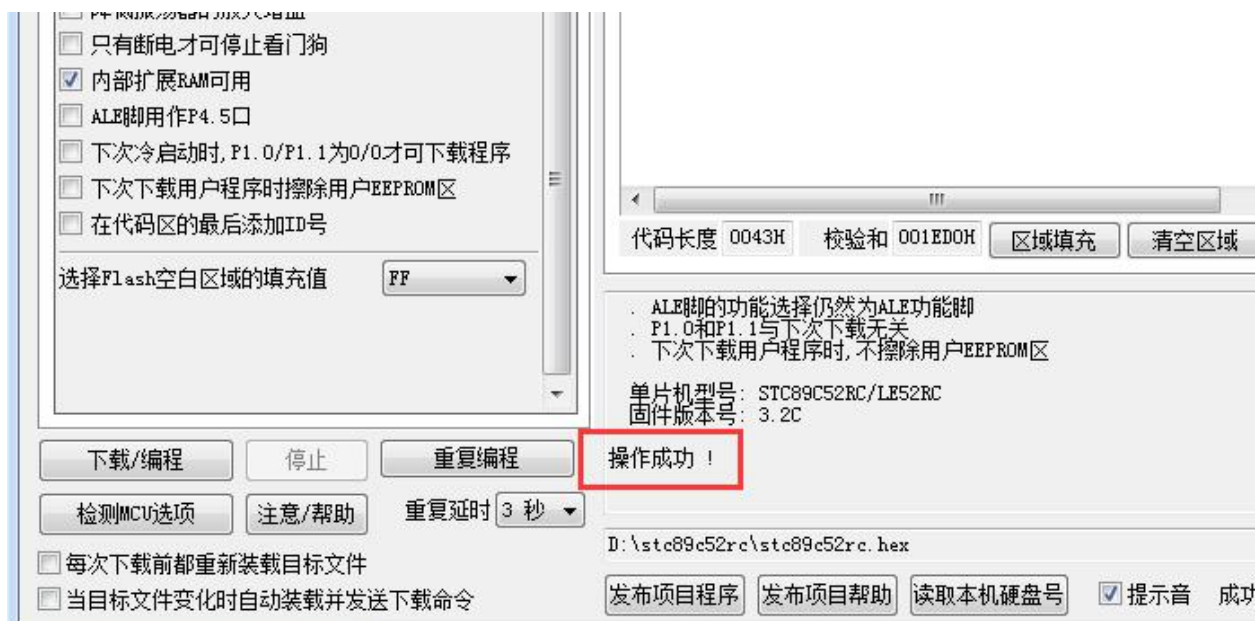 只有断电才可停止看门狗
内部扩展RAM可用
ALE脚用作P4.5口
下次冷启动时,P1.0/P1.1为0/0才可下载程序
下次下载用户程序时擦除用户EEPROM区
在代码区的最后添加ID号
选择Flash空白区域的填充值 FF
下载/编程 停止 重复编程
检测MCU选项 注意/帮助 重复延时 3 秒
每次下载前都重新装载目标文件
当目标文件变化时自动装载并发送下载命令
代码长度 0043H 校验和 001ED0H 区域填充 清空区域
. ALE脚的功能选择仍然为ALE功能脚
. P1.0和P1.1与下次下载无关
. 下次下载用户程序时,不擦除用户EEPROM区
单片机型号: STC89C52RC/LE52RC
固件版本号: 3.2C
操作成功 !
D:\stc89c52rc\stc89c52rc.hex
发布项目程序 发布项目帮助 读取本机硬盘号 提示音 成功